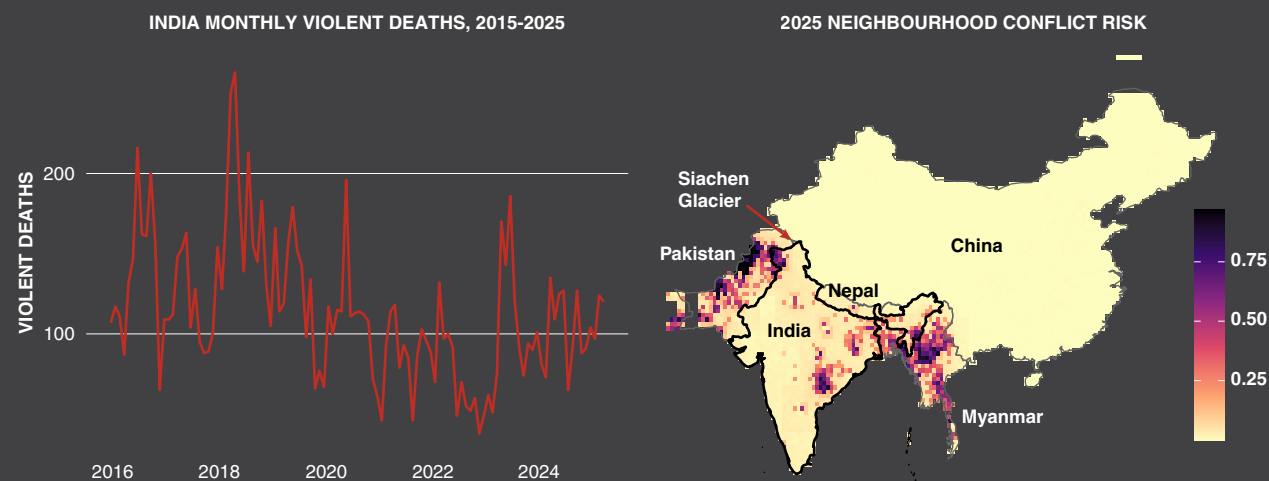 INDIA MONTHLY VIOLENT DEATHS, 2015-2025
VIOLENT DEATHS
200
100
2016 2018 2020 2022 2024
2025 NEIGHBOURHOOD CONFLICT RISK
Siachen
Glacier
Pakistan
China
Nepal
India
Myanmar
0.75
0.50
0.25